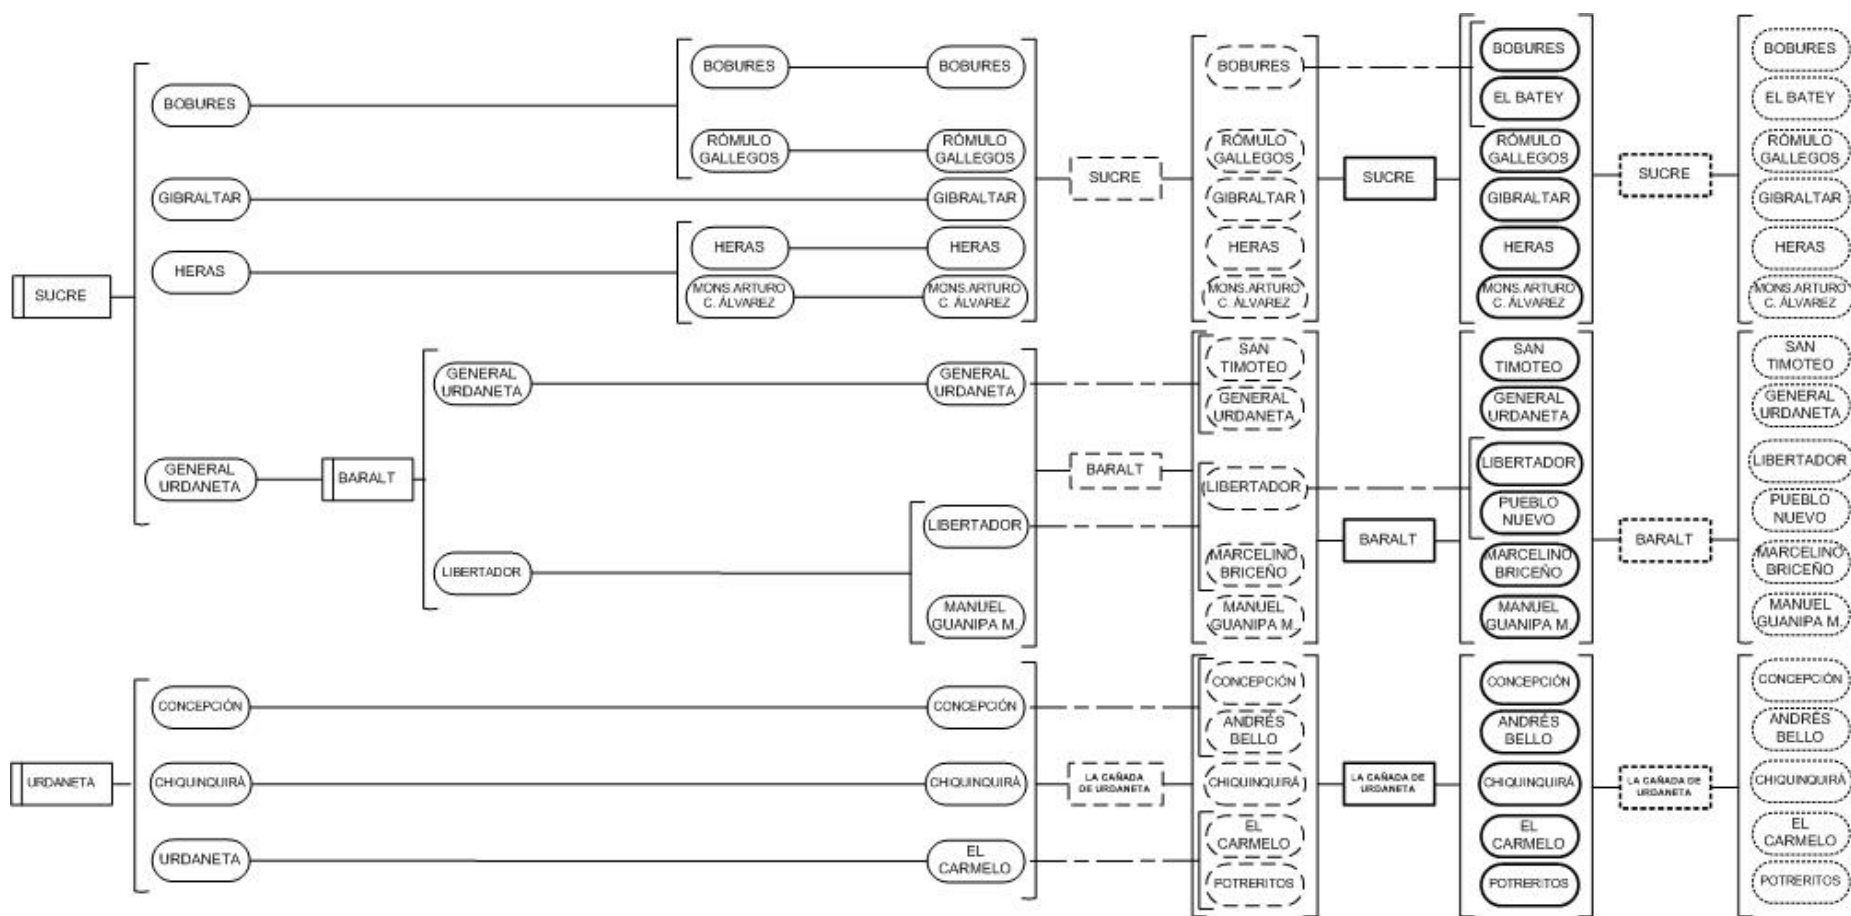 SUCRE
BOBURES
GIBRALTAR
HERAS
GENERAL
URDANETA
BARALT
GENERAL
URDANETA
LIBERTADOR
BOBURES
RÓMULO
GALLEGOS
HERAS
MONS.ARTURO
C. ÁLVAREZ
BOBURES
RÓMULO
GALLEGOS
GIBRALTAR
HERAS
MONS.ARTURO
C. ÁLVAREZ
GENERAL
URDANETA
LIBERTADOR
MANUEL
GUANIPA M.
SUCRE
BARALT
BOBURES
RÓMULO
GALLEGOS
GIBRALTAR
HERAS
MONS.ARTURO
C. ÁLVAREZ
SAN
TIMOTEO
GENERAL
URDANETA
LIBERTADOR
MARCELINO
BRICEÑO
MANUEL
GUANIPA M.
SUCRE
BARALT
BOBURES
EL BATEY
RÓMULO
GALLEGOS
GIBRALTAR
HERAS
MONS.ARTURO
C. ÁLVAREZ
SAN
TIMOTEO
GENERAL
URDANETA
LIBERTADOR
PUEBLO
NUEVO
MARCELINO
BRICEÑO
MANUEL
GUANIPA M.
SUCRE
BARALT
BOBURES
EL BATEY
RÓMULO
GALLEGOS
GIBRALTAR
HERAS
MONS.ARTURO
C. ÁLVAREZ
SAN
TIMOTEO
GENERAL
URDANETA
LIBERTADOR
PUEBLO
NUEVO
MARCELINO
BRICEÑO
MANUEL
GUANIPA M.
URDANETA
CONCEPCIÓN
CHIQUINQUIRÁ
URDANETA
CONCEPCIÓN
CHIQUINQUIRÁ
EL
CARMELO
LA CAÑADA
DE URDANETA
CONCEPCIÓN
ANDRÉS
BELLO
CHIQUINQUIRÁ
EL
CARMELO
POTRERITOS
LA CAÑADA DE
URDANETA
CONCEPCIÓN
ANDRÉS
BELLO
CHIQUINQUIRÁ
EL
CARMELO
POTRERITOS
LA CAÑADA DE
URDANETA
CONCEPCIÓN
ANDRÉS
BELLO
CHIQUINQUIRÁ
EL
CARMELO
POTRERITOS